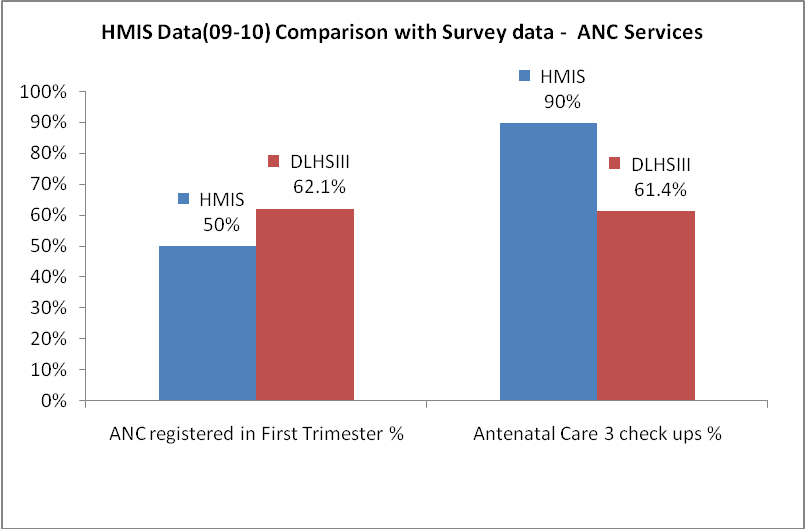 HMIS Data(09-10) Comparison with Survey data - ANC Services
HMIS
90%
DLHSIII
61.4%
DLHSIII
62.1%
HMIS
50%
100%
90%
80%
70%
60%
50%
40%
30%
20%
10%
0%
ANC registered in First Trimester %
Antenatal Care 3 check ups %